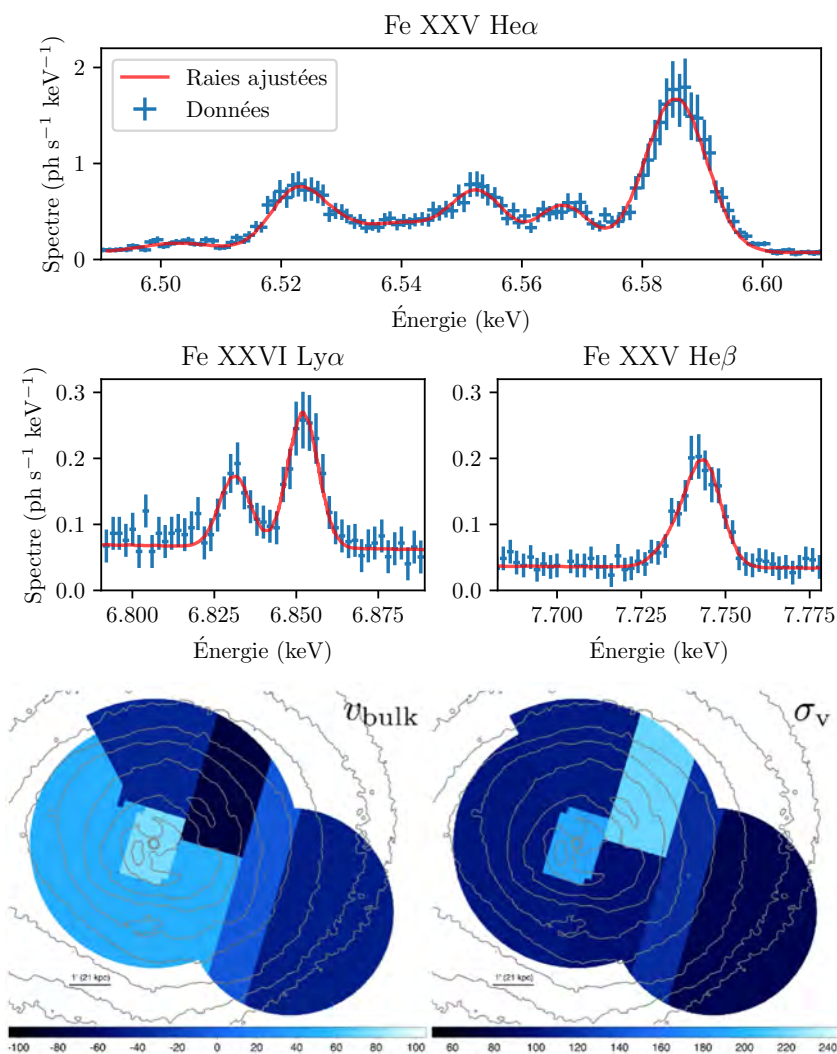 Fe XXV Heα
Raies ajustées
Données
Spectre (ph s⁻¹ keV⁻¹)
2
1
0
6.50 6.52 6.54 6.56 6.58 6.60
Énergie (keV)
Fe XXVI Lyα
Spectre (ph s⁻¹ keV⁻¹)
0.3
0.2
0.1
0.0
6.800 6.825 6.850 6.875
Énergie (keV)
Fe XXV Heβ
0.3
0.2
0.1
0.0
7.700 7.725 7.750 7.775
Énergie (keV)
v_bulk
1' (21 kpc)
-100 -80 -60 -40 -20 0 20 40 60 80 100
σ_v
1' (21 kpc)
60 80 100 120 140 160 180 200 220 240